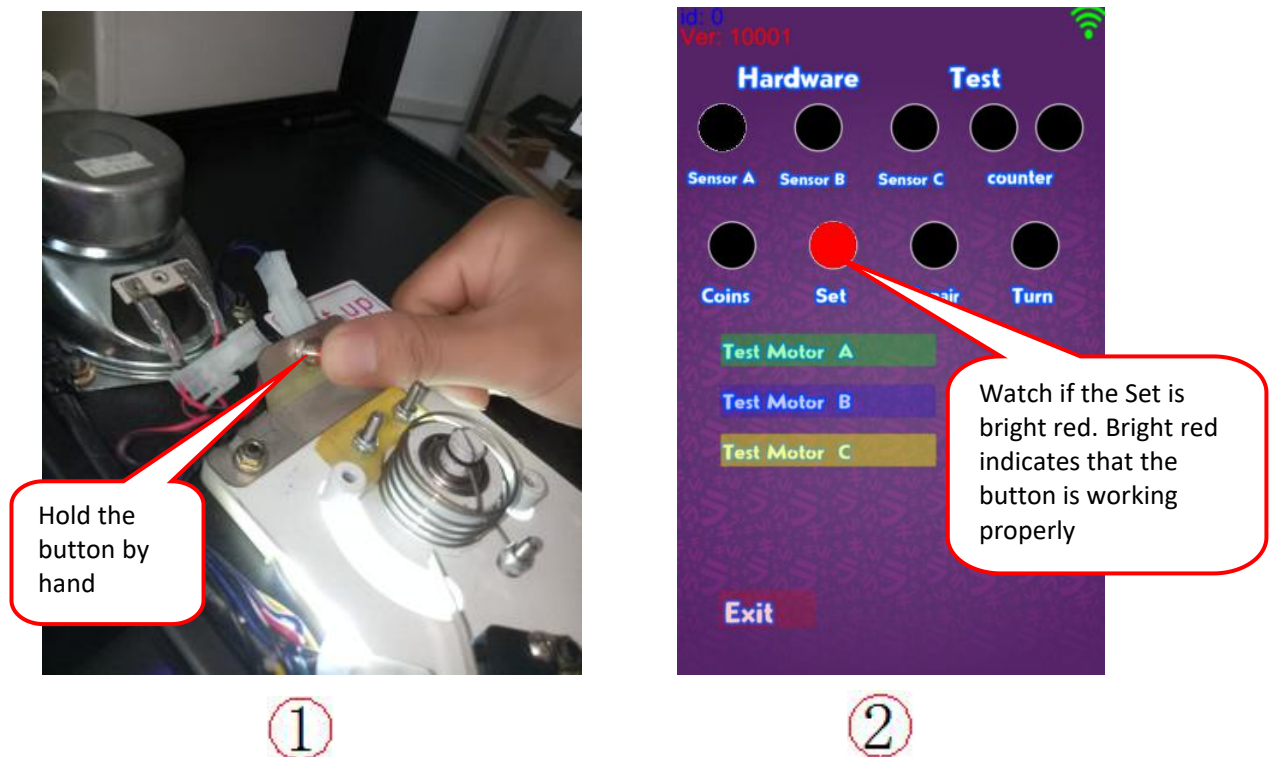 up
Hold the
button by
hand
①
id: 0
Ver: 10001
Hardware Test
Sensor A Sensor B Sensor C counter
Coins Set air Turn
Test Motor A
Test Motor B
Test Motor C
Exit
Watch if the Set is
bright red. Bright red
indicates that the
button is working
properly
②